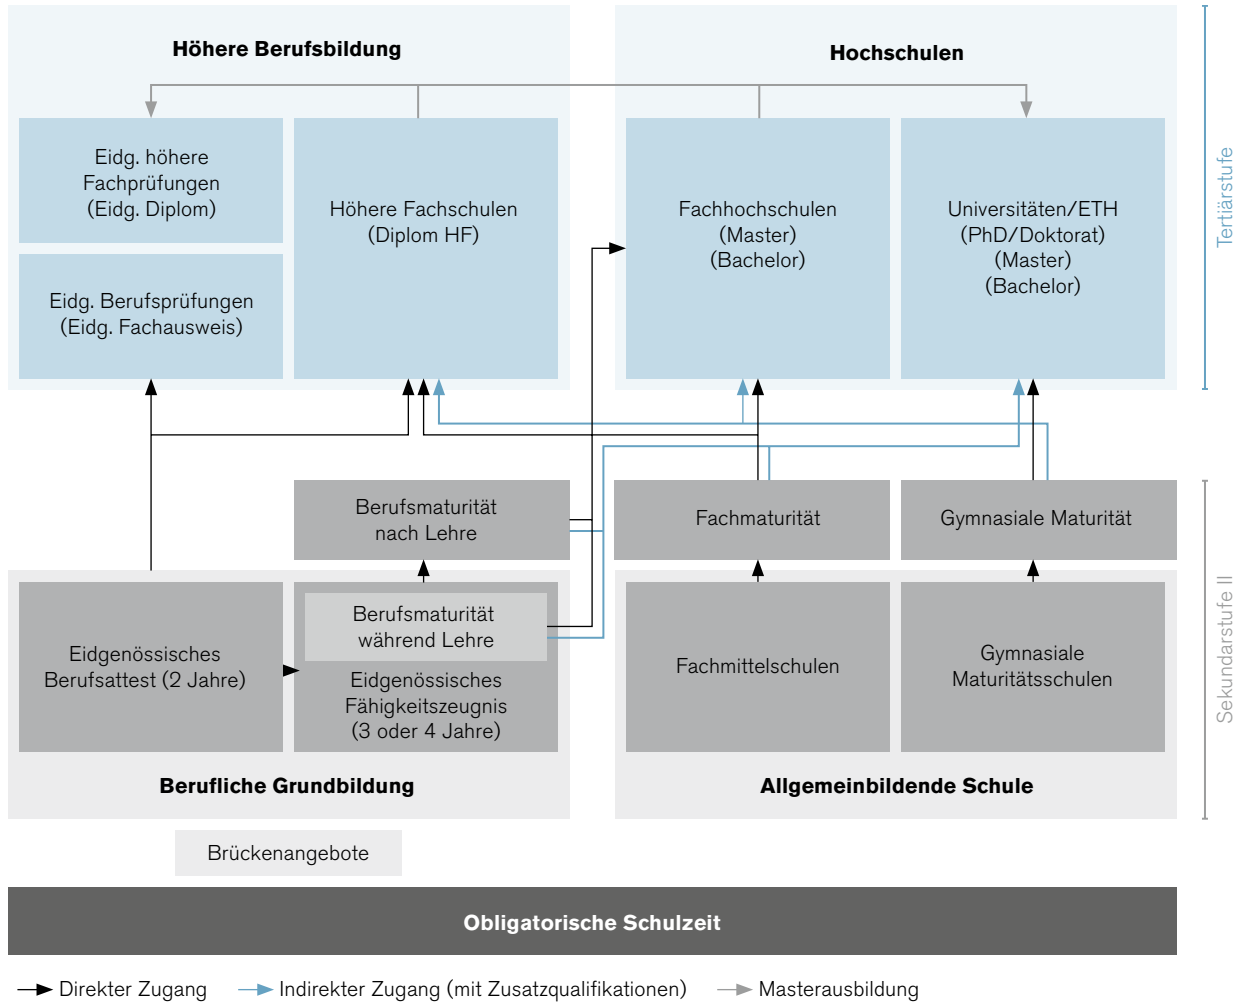 Höhere Berufsbildung
Hochschulen
Eidg. höhere
Fachprüfungen
(Eidg. Diplom)
Eidg. Berufsprüfungen
(Eidg. Fachausweis)
Höhere Fachschulen
(Diplom HF)
Fachhochschulen
(Master)
(Bachelor)
Universitäten/ETH
(PhD/Doktorat)
(Master)
(Bachelor)
Tertiärstufe
Berufsmaturität
nach Lehre
Fachmaturität
Gymnasiale Maturität
Eidgenössisches
Berufsattest (2 Jahre)
Berufsmaturität
während Lehre
Eidgenössisches
Fähigkeitszeugnis
(3 oder 4 Jahre)
Fachmittelschulen
Gymnasiale
Maturitätsschulen
Sekundarstufe II
Berufliche Grundbildung
Allgemeinbildende Schule
Brückenangebote
Obligatorische Schulzeit
Direkter Zugang
Indirekter Zugang (mit Zusatzqualifikationen)
Masterausbildung